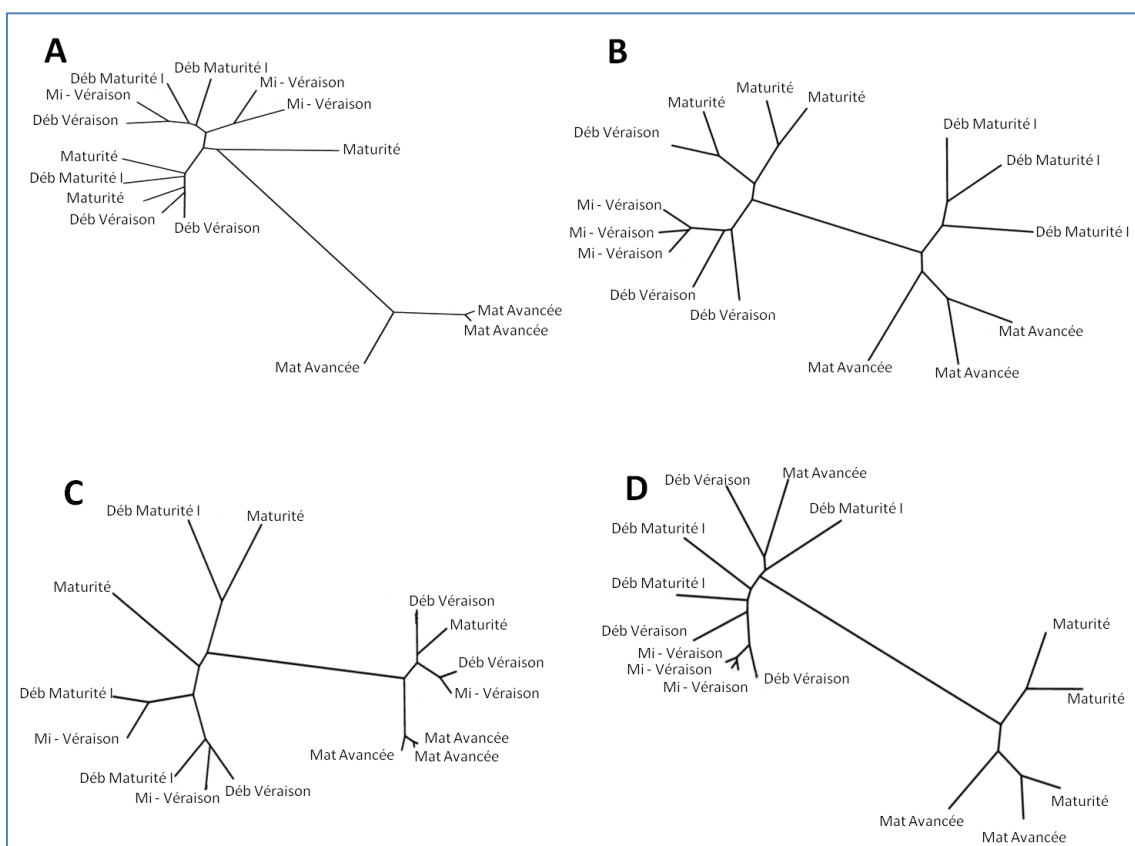 A
Déb Maturité I
Déb Maturité I
Mi - Véraison
Mi - Véraison
Mi - Véraison
Déb Véraison
Maturité
Maturité
Déb Maturité I
Maturité
Déb Véraison
Déb Véraison
Mat Avancée
Mat Avancée
Mat Avancée
B
Maturité
Maturité
Maturité
Déb Véraison
Déb Maturité I
Déb Maturité I
Déb Maturité I
Mi - Véraison
Mi - Véraison
Mi - Véraison
Déb Véraison
Déb Véraison
Mat Avancée
Mat Avancée
Mat Avancée
C
Déb Maturité I
Maturité
Maturité
Déb Véraison
Maturité
Déb Véraison
Mi - Véraison
Déb Maturité I
Mi - Véraison
Mat Avancée
Mat Avancée
Mat Avancée
Déb Maturité I
Mi - Véraison
Déb Véraison
D
Déb Véraison
Mat Avancée
Déb Maturité I
Déb Maturité I
Déb Maturité I
Déb Véraison
Mi - Véraison
Mi - Véraison
Mi - Véraison
Déb Véraison
Maturité
Maturité
Maturité
Mat Avancée
Mat Avancée